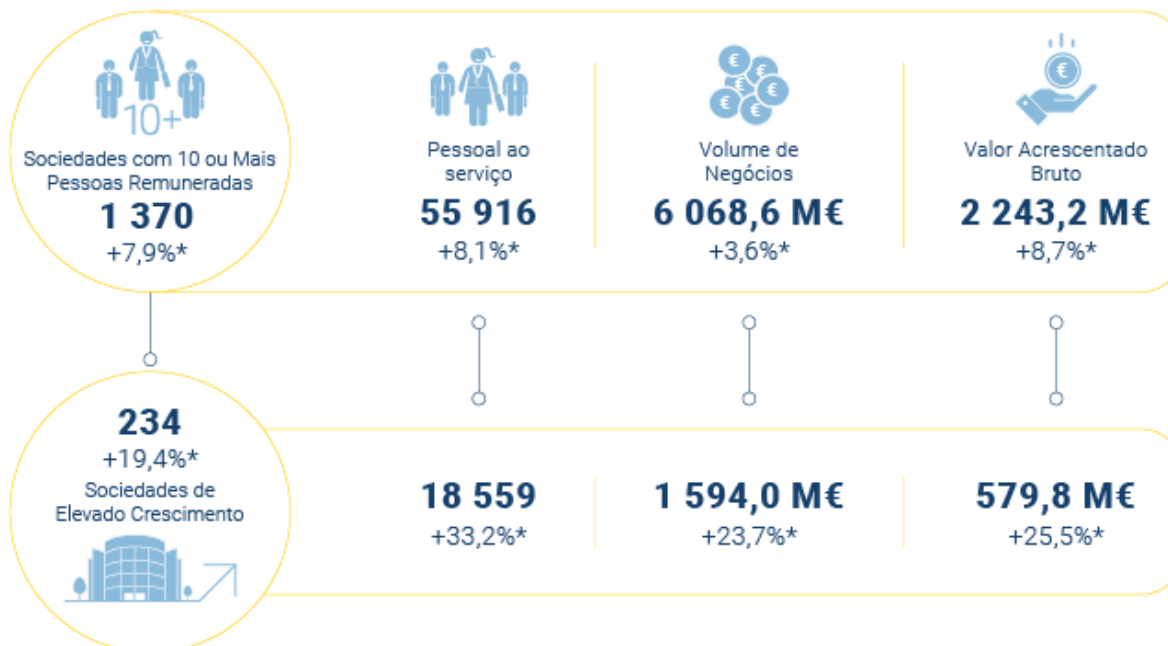 10+
Sociedades com 10 ou Mais
Pessoas Remuneradas
1 370
+7,9%*
Pessoal ao
serviço
55 916
+8,1%*
€ € € € € €
Volume de
Negócios
6 068,6 M€
+3,6%*
€
Valor Acrescentado
Bruto
2 243,2 M€
+8,7%*
234
+19,4%*
Sociedades de
Elevado Crescimento
18 559
+33,2%*
1 594,0 M€
+23,7%*
579,8 M€
+25,5%*